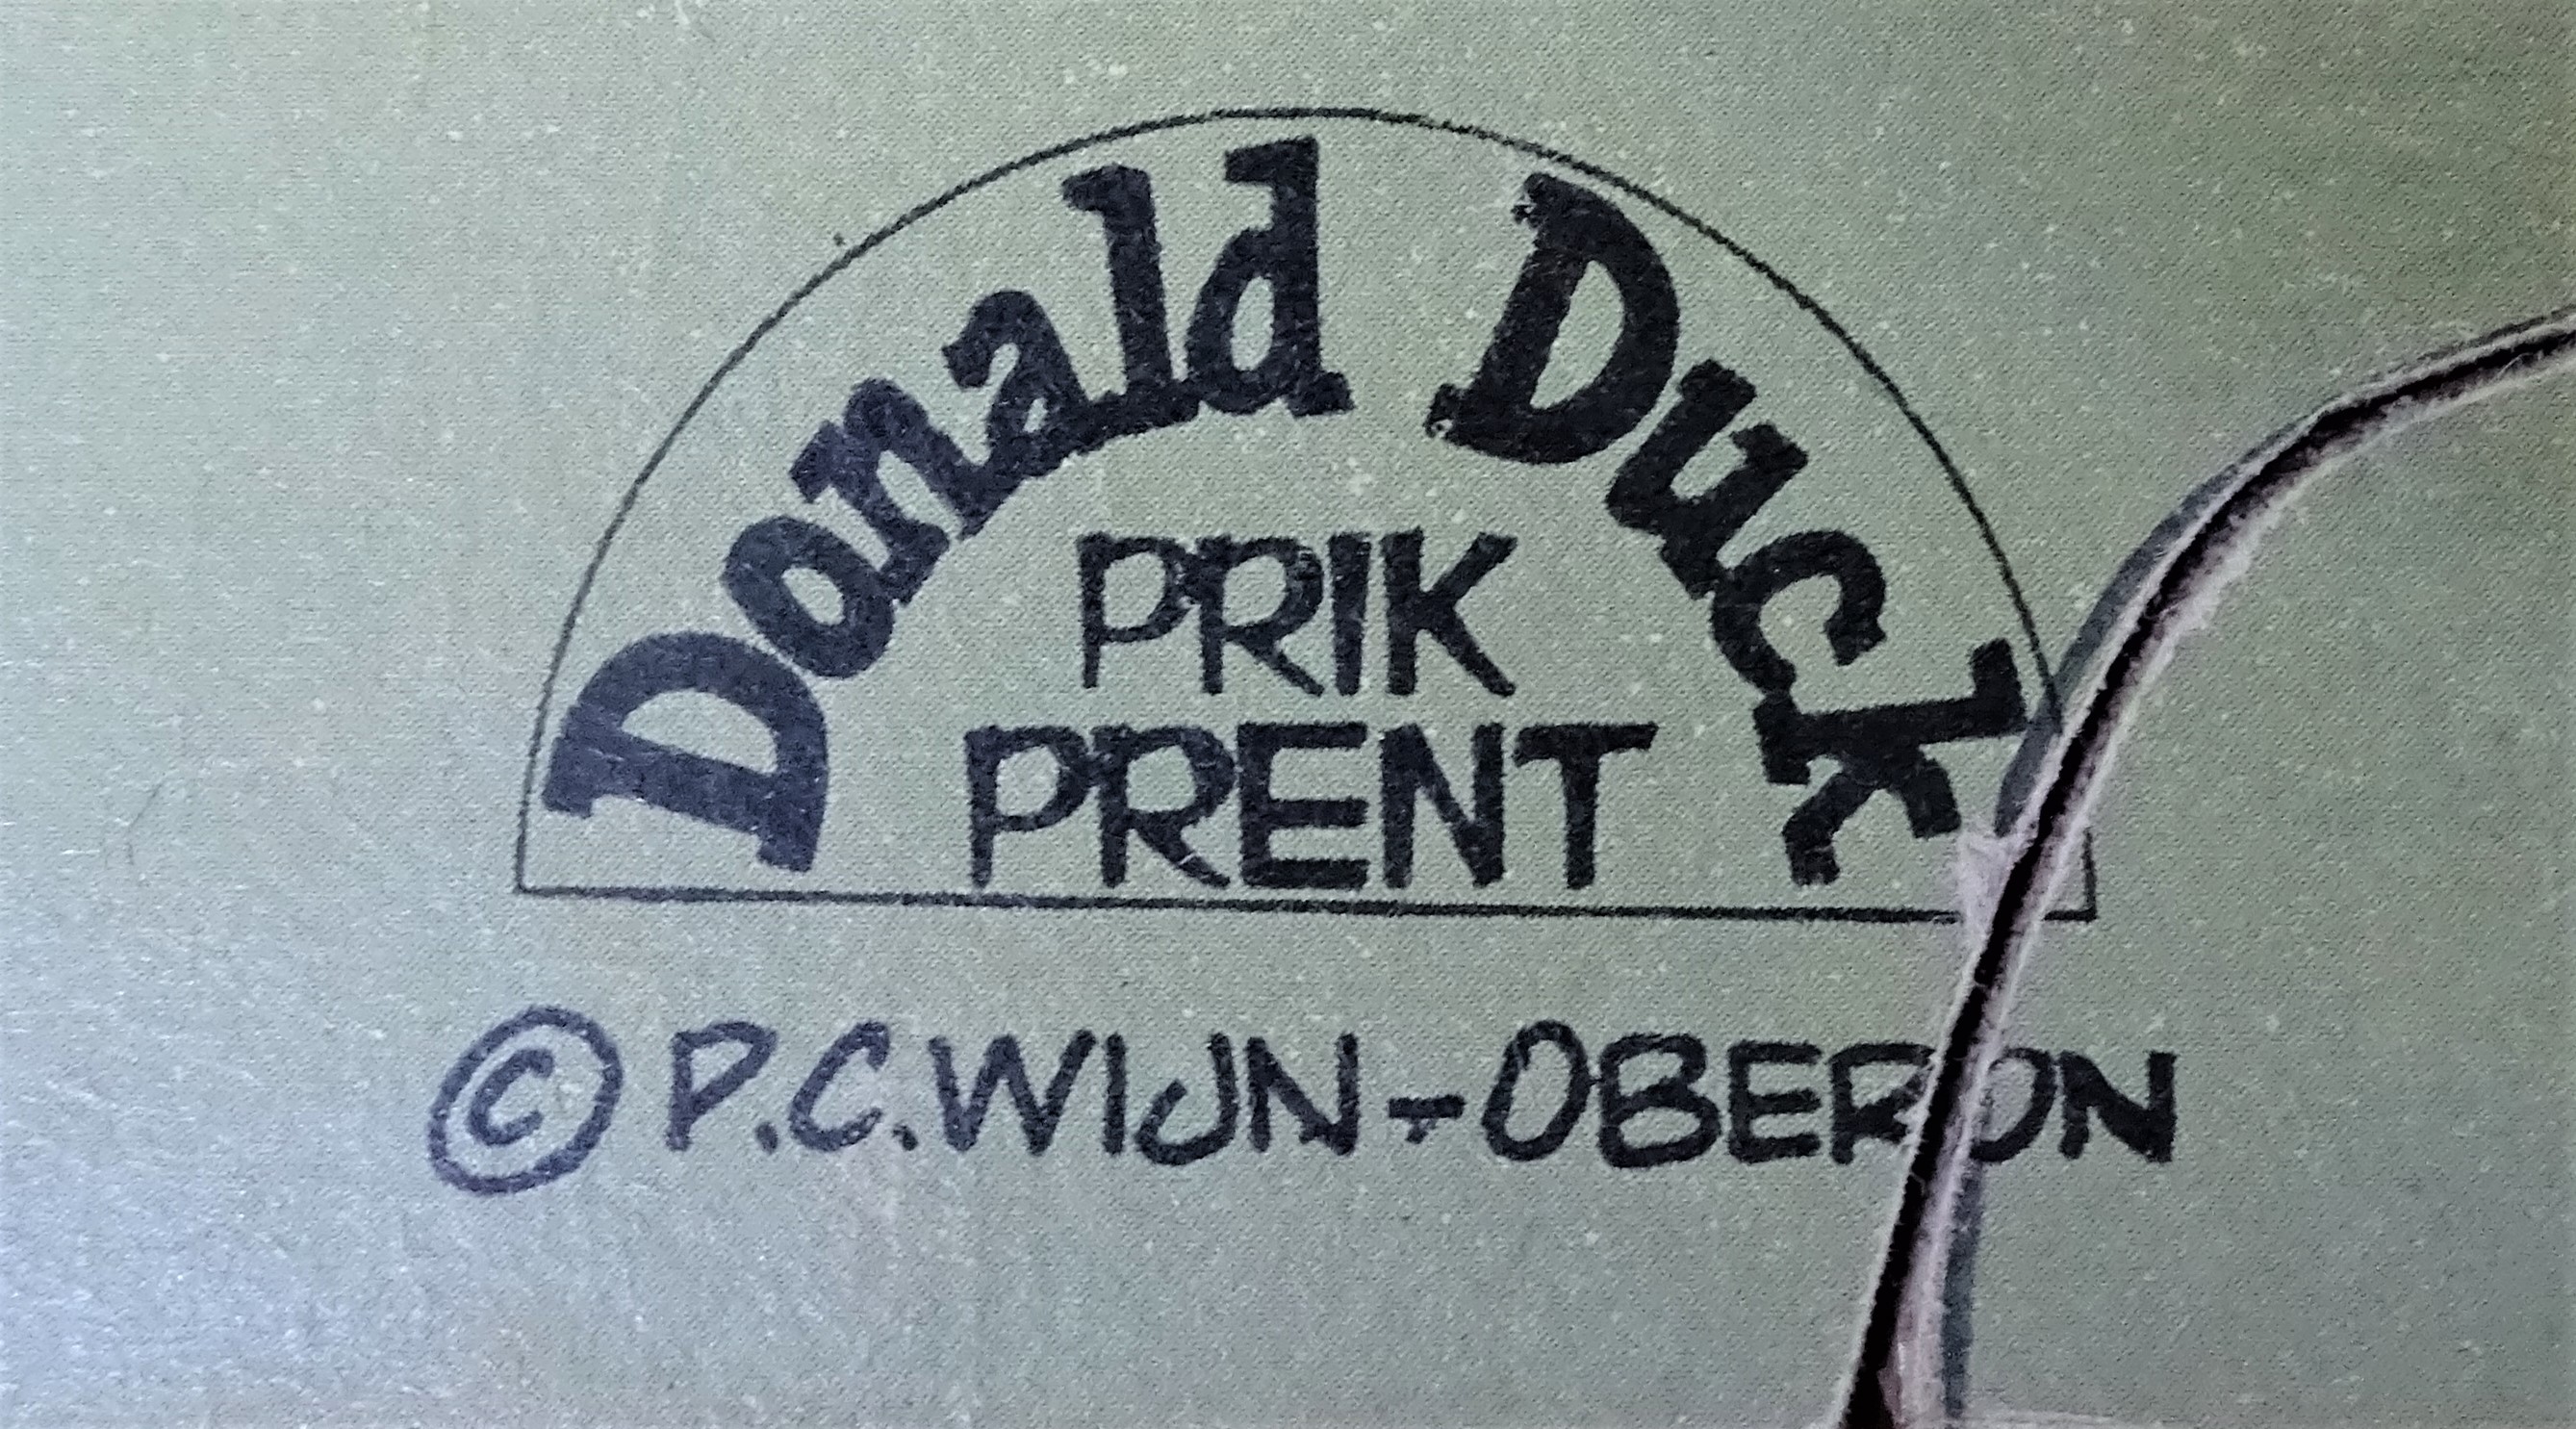 Donald Duck
PRIK
PRENT
© P.C.WIJN-OBERON